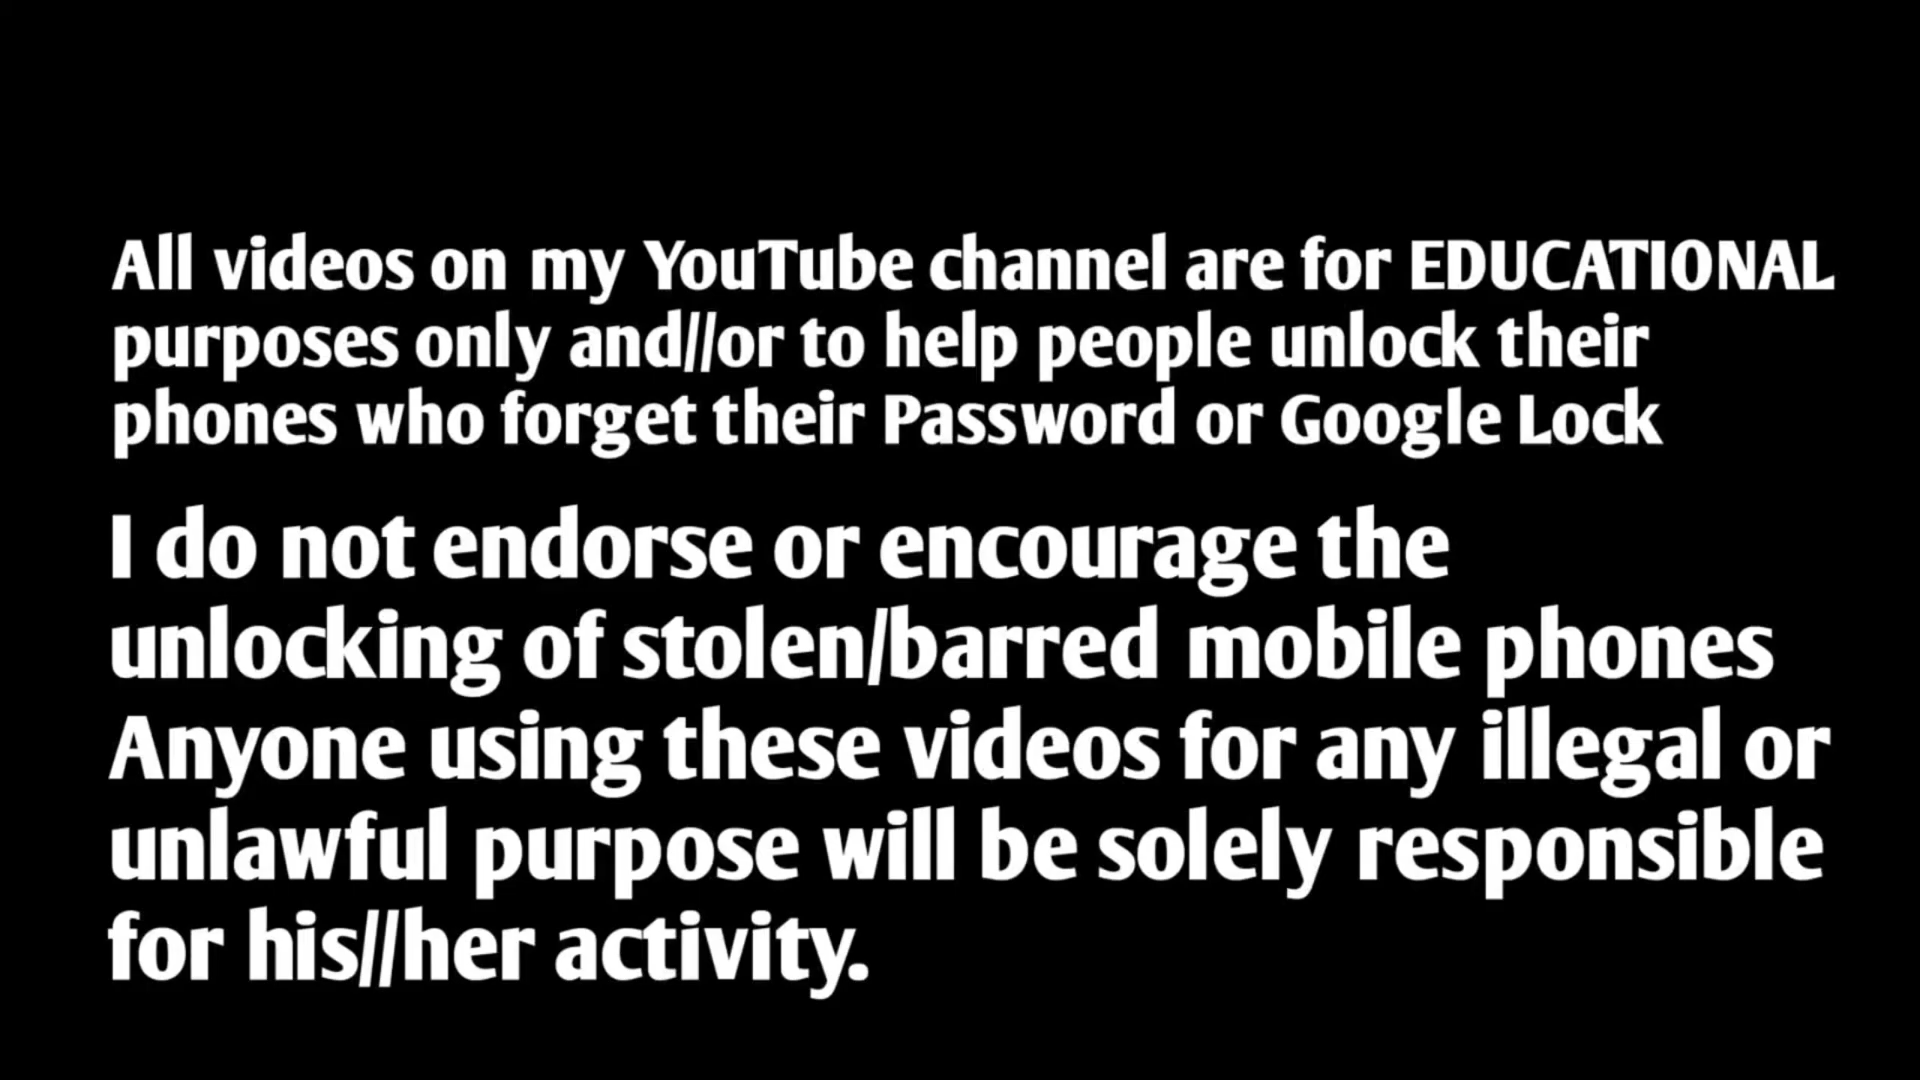 All videos on my YouTube channel are for EDUCATIONAL
purposes only and//or to help people unlock their
phones who forget their Password or Google Lock
I do not endorse or encourage the
unlocking of stolen/barred mobile phones
Anyone using these videos for any illegal or
unlawful purpose will be solely responsible
for his//her activity.